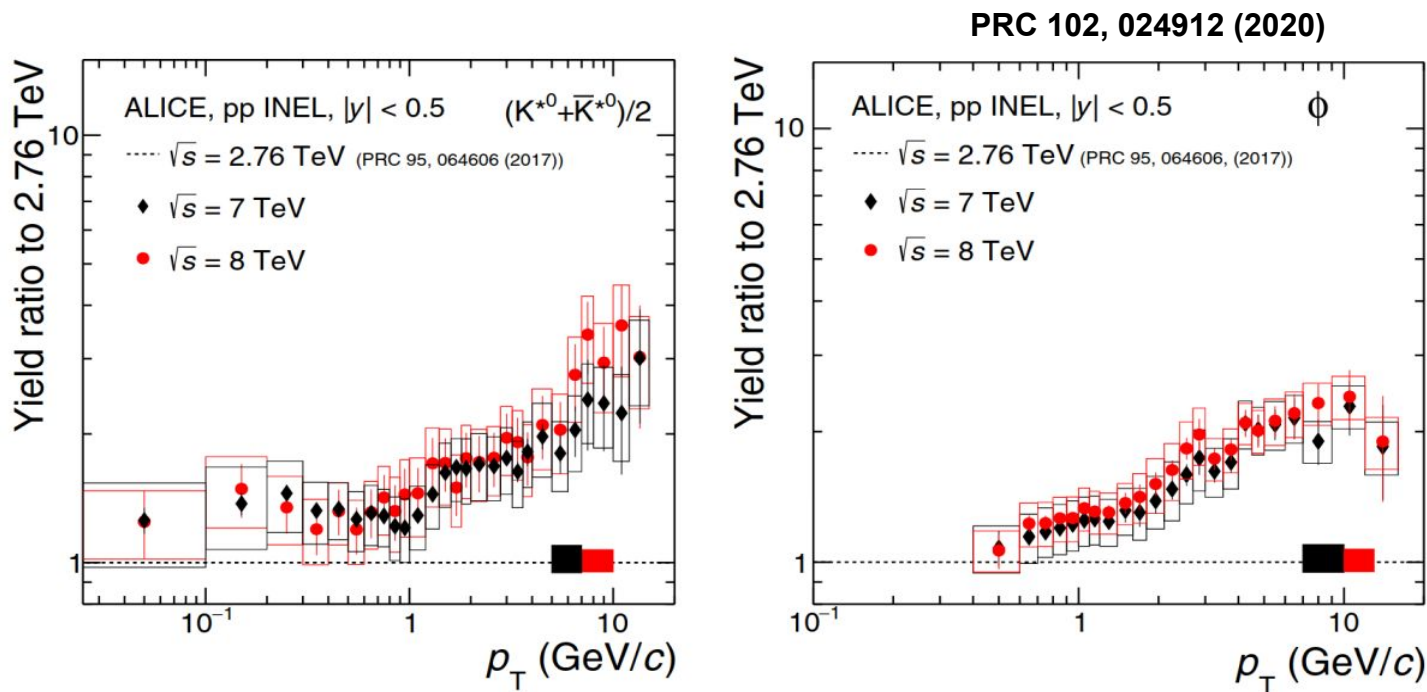 PRC 102, 024912 (2020)
Yield ratio to 2.76 TeV
ALICE, pp INEL, |y| < 0.5 (K*⁰+K̅*⁰)/2
√s = 2.76 TeV (PRC 95, 064606 (2017))
√s = 7 TeV
√s = 8 TeV
10
1
10⁻¹ 1 10
p_T (GeV/c)
Yield ratio to 2.76 TeV
ALICE, pp INEL, |y| < 0.5 ϕ
√s = 2.76 TeV (PRC 95, 064606, (2017))
√s = 7 TeV
√s = 8 TeV
10
1
10⁻¹ 1 10
p_T (GeV/c)